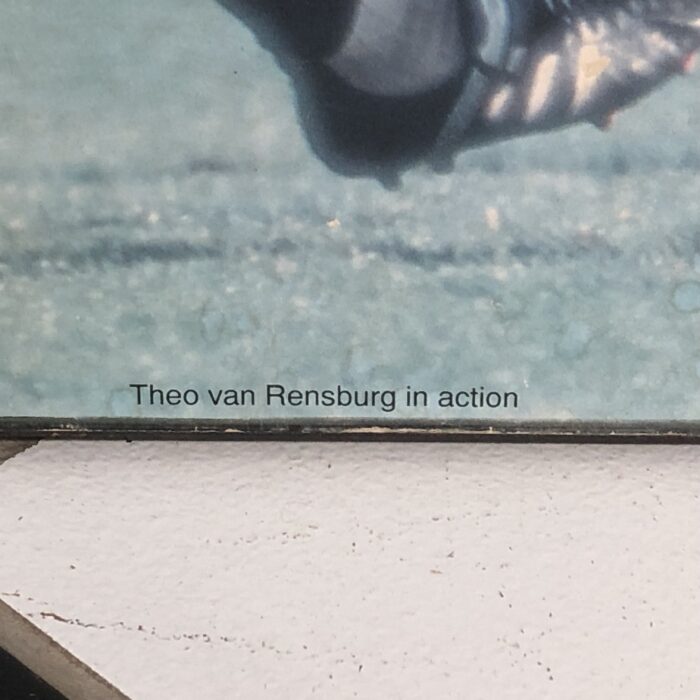 Theo van Rensburg in action